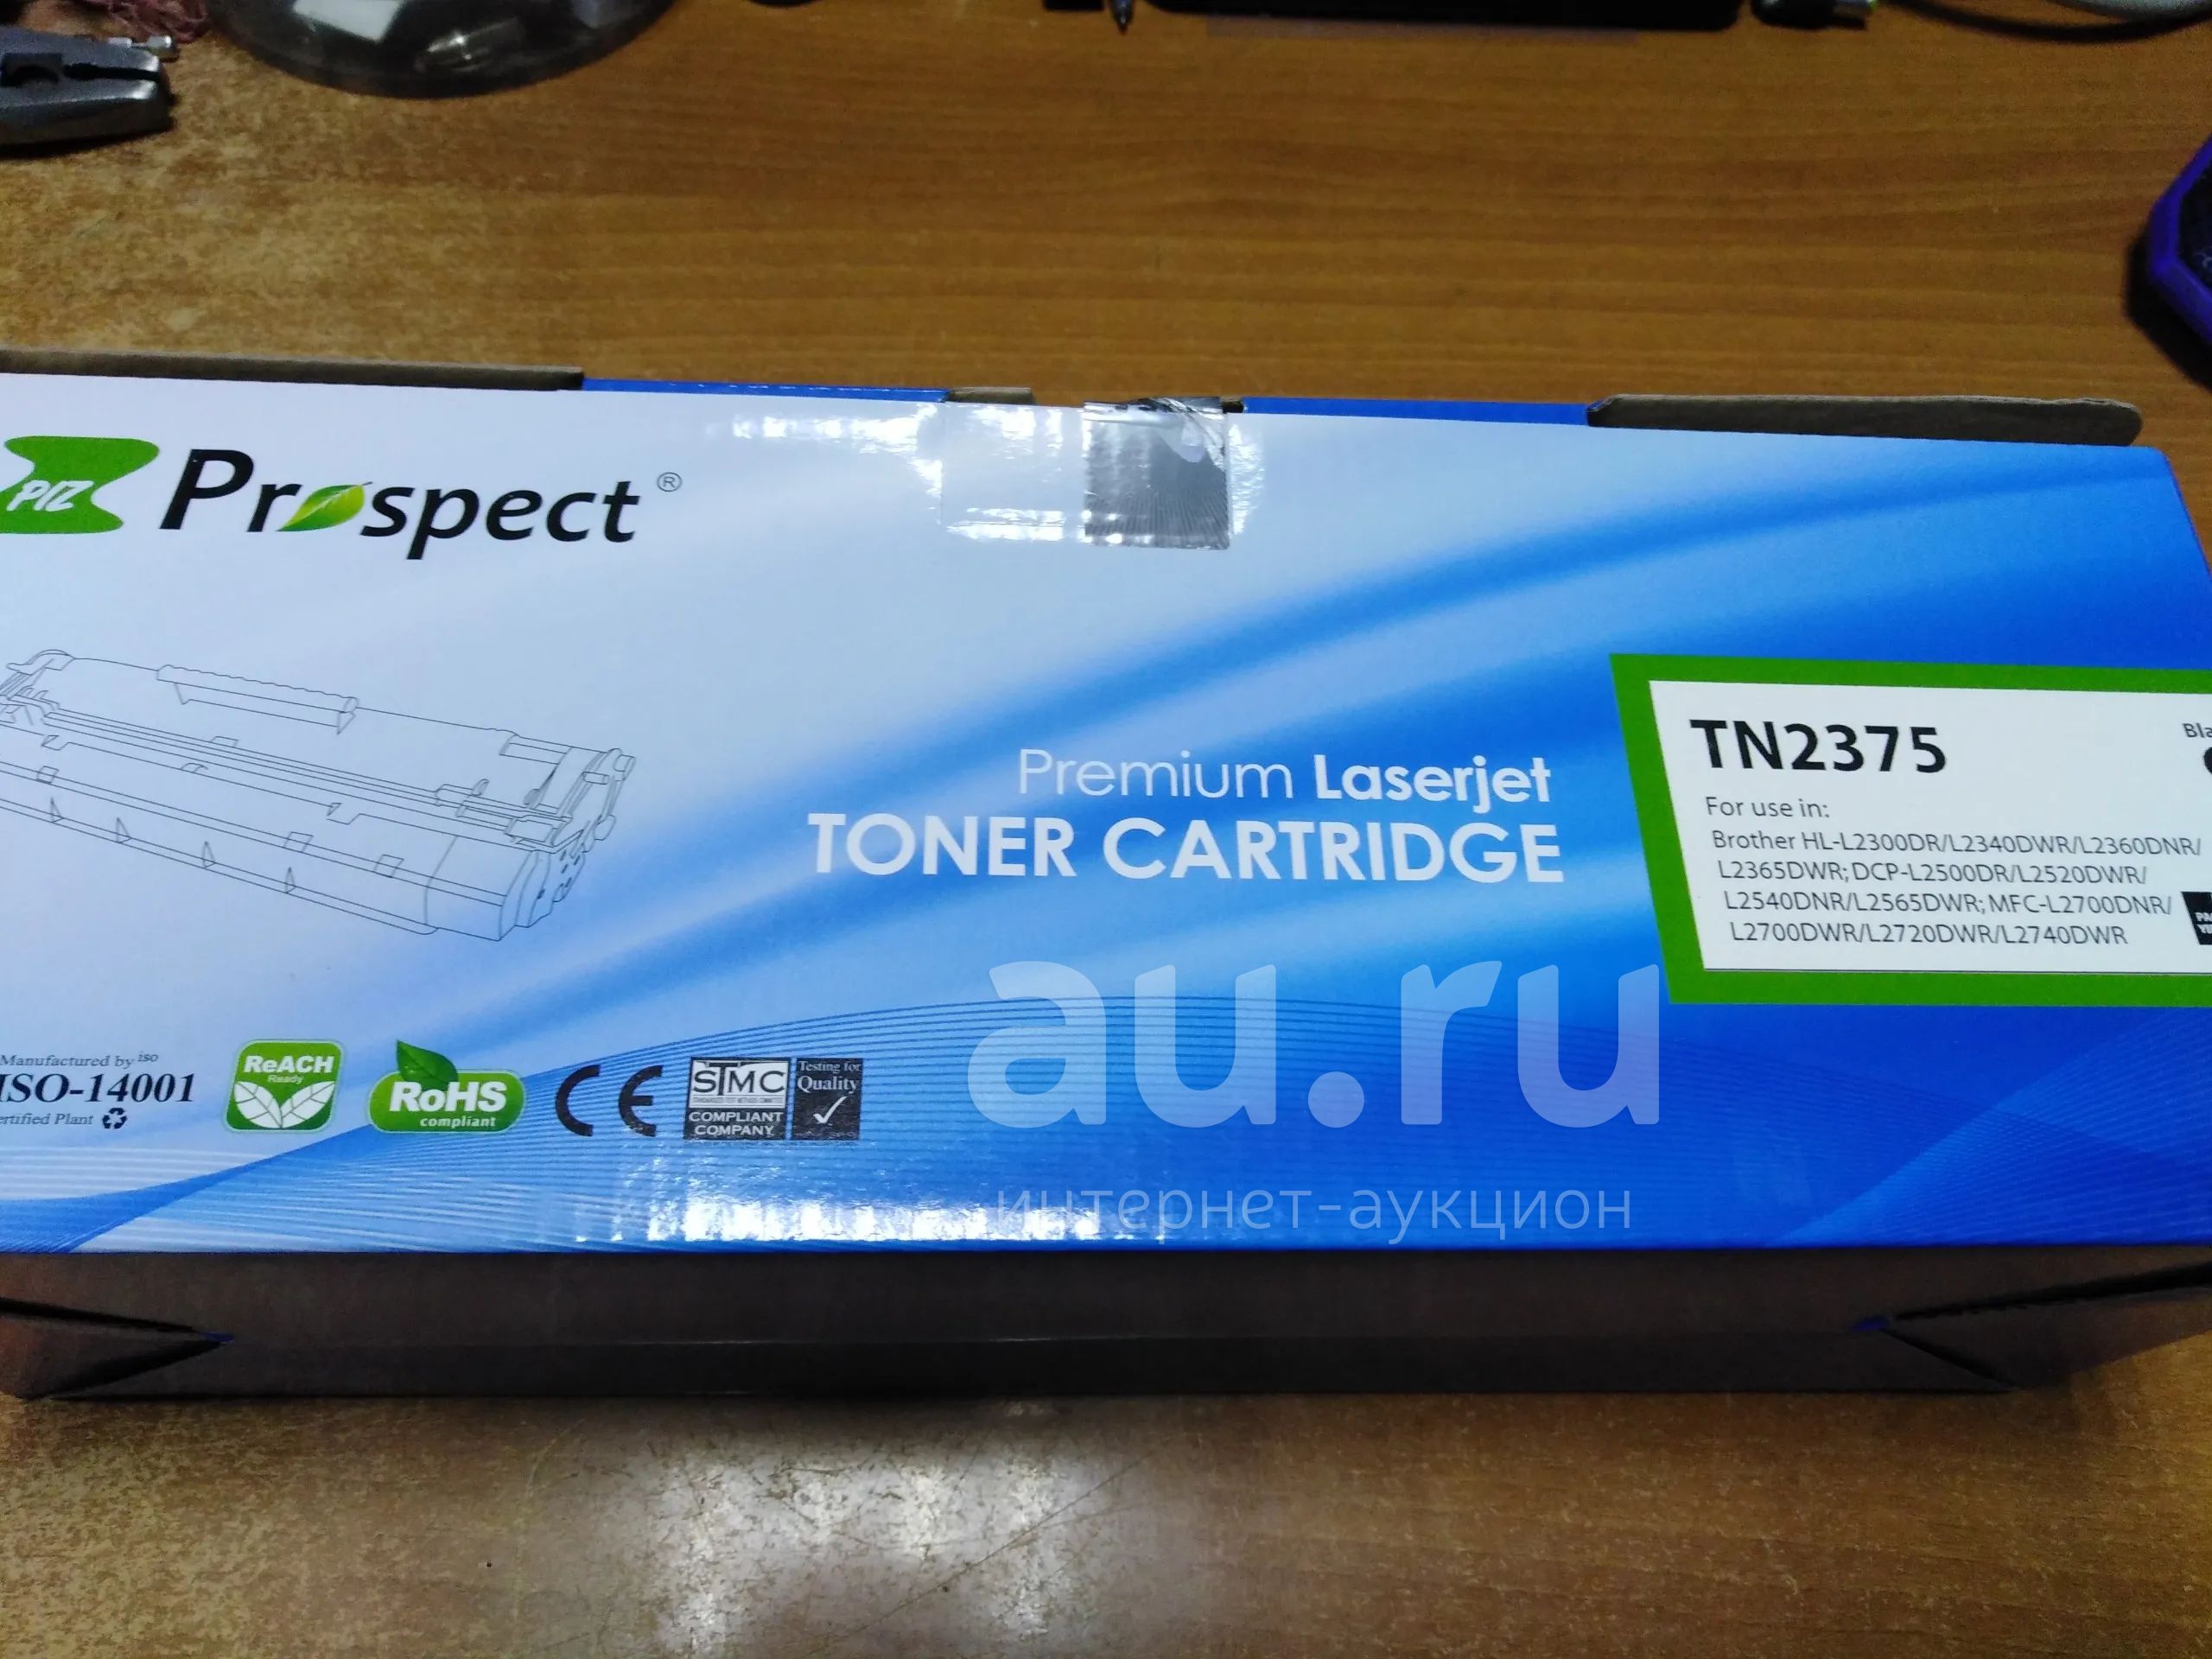 PIZ Prospect ®
Premium Laserjet
TONER CARTRIDGE
TN2375
For use in:
Brother HL-L2300DR/L2340DWR/L2360DNR/
L2365DWR; DCP-L2500DR/L2520DWR/
L2540DNR/L2565DWR; MFC-L2700DNR/
L2700DWR/L2720DWR/L2740DWR
Manufactured by iso
ISO-14001
ertified Plant
ReACH
Ready
RoHS
compliant
CE
STMC
COMPLIANT
COMPANY
Testing for
Quality
au.ru
интернет-аукцион